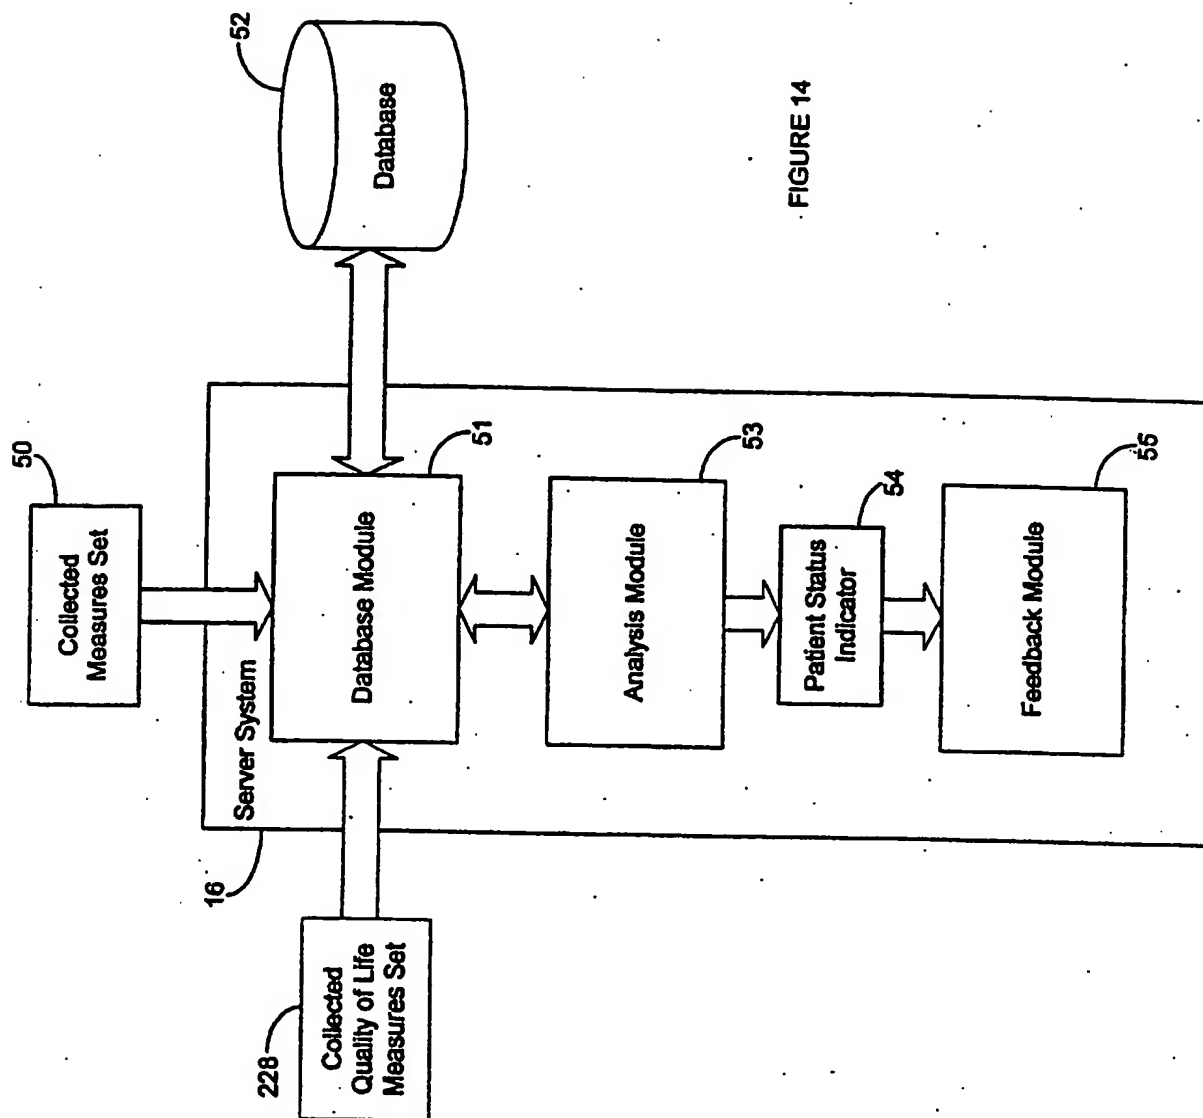 50
Collected
Measures Set
52
Database
16
Server System
228
Collected
Quality of Life
Measures Set
Database Module
51
Analysis Module
53
Patient Status
Indicator
54
Feedback Module
55
FIGURE 14